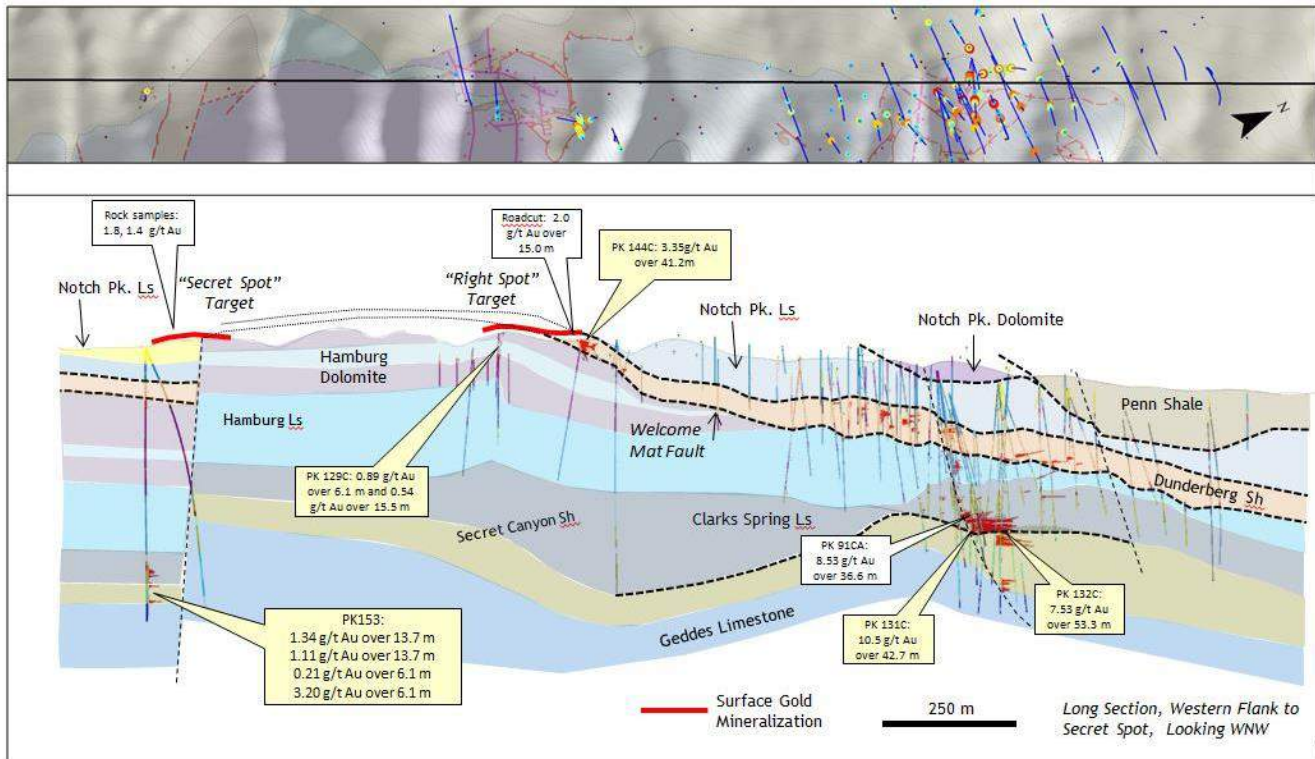 N
Rock samples:
1.8, 1.4 g/t Au
Roadcut: 2.0
g/t Au over
15.0 m
PK 144C: 3.35g/t Au
over 41.2m
Notch Pk. Ls
“Secret Spot”
Target
“Right Spot”
Target
Notch Pk. Ls
Notch Pk. Dolomite
Hamburg
Dolomite
Penn Shale
Hamburg Ls
Welcome
Mat Fault
PK 129C: 0.89 g/t Au
over 6.1 m and 0.54
g/t Au over 15.5 m
Secret Canyon Sh
Clarks Spring Ls
Dunderberg Sh
PK 91CA:
8.53 g/t Au
over 36.6 m
PK 132C:
7.53 g/t Au
over 53.3 m
PK 131C:
10.5 g/t Au
over 42.7 m
Geddes Limestone
PK153:
1.34 g/t Au over 13.7 m
1.11 g/t Au over 13.7 m
0.21 g/t Au over 6.1 m
3.20 g/t Au over 6.1 m
Surface Gold
Mineralization
250 m
Long Section, Western Flank to
Secret Spot, Looking WNW